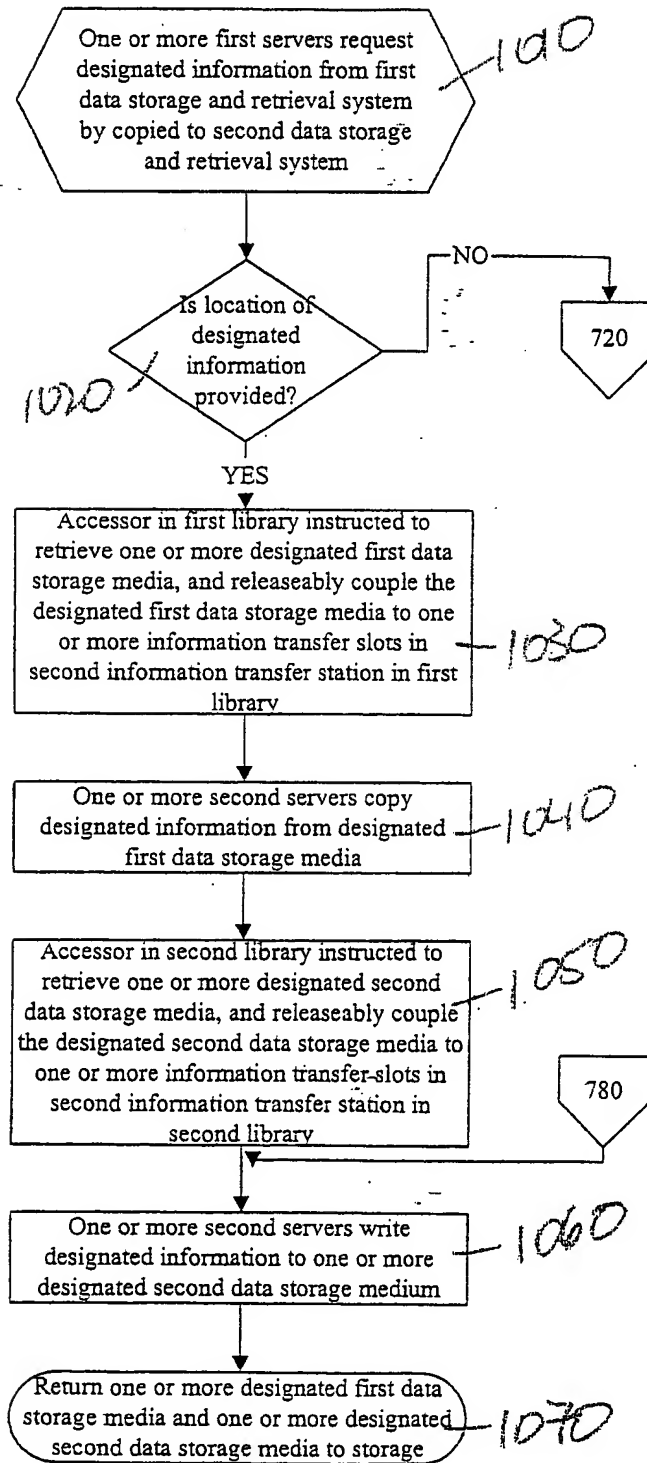 One or more first servers request
designated information from first
data storage and retrieval system
by copied to second data storage
and retrieval system
1010
Is location of
designated
information
provided?
1020
NO
720
YES
Accessor in first library instructed to
retrieve one or more designated first data
storage media, and releaseably couple the
designated first data storage media to one
or more information transfer slots in
second information transfer station in first
library
1030
One or more second servers copy
designated information from designated
first data storage media
1040
Accessor in second library instructed to
retrieve one or more designated second
data storage media, and releaseably couple
the designated second data storage media to
one or more information transfer slots in
second information transfer station in
second library
1050
780
One or more second servers write
designated information to one or more
designated second data storage medium
1060
Return one or more designated first data
storage media and one or more designated
second data storage media to storage
1070